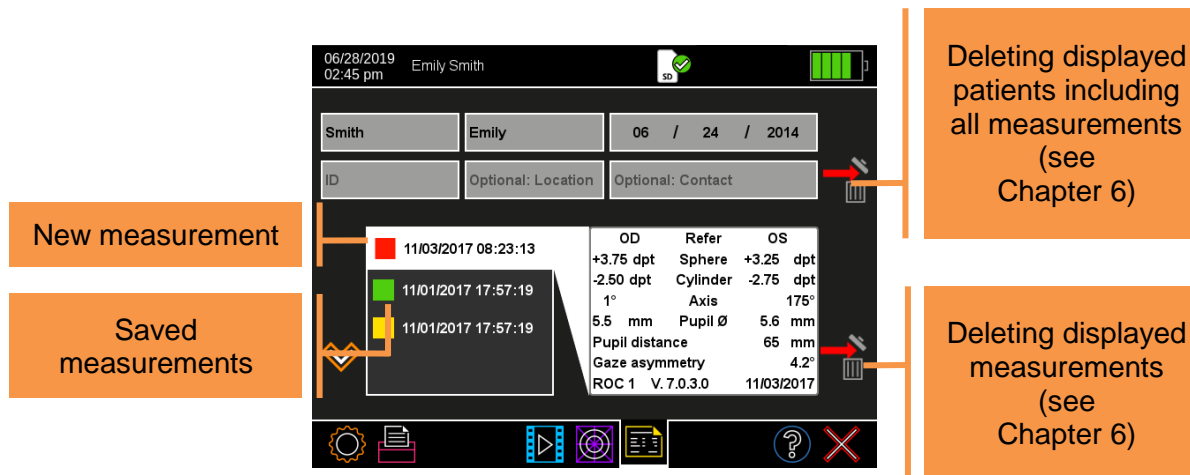 06/28/2019
02:45 pm
Emily Smith
SD
Smith
Emily
06 / 24 / 2014
ID
Optional: Location
Optional: Contact
Deleting displayed
patients including
all measurements
(see
Chapter 6)
New measurement
Saved
measurements
11/03/2017 08:23:13
11/01/2017 17:57:19
11/01/2017 17:57:19
OD Refer OS
+3.75 dpt Sphere +3.25 dpt
-2.50 dpt Cylinder -2.75 dpt
1° Axis 175°
5.5 mm Pupil Ø 5.6 mm
Pupil distance 65 mm
Gaze asymmetry 4.2°
ROC 1 V. 7.0.3.0 11/03/2017
Deleting displayed
measurements
(see
Chapter 6)
?